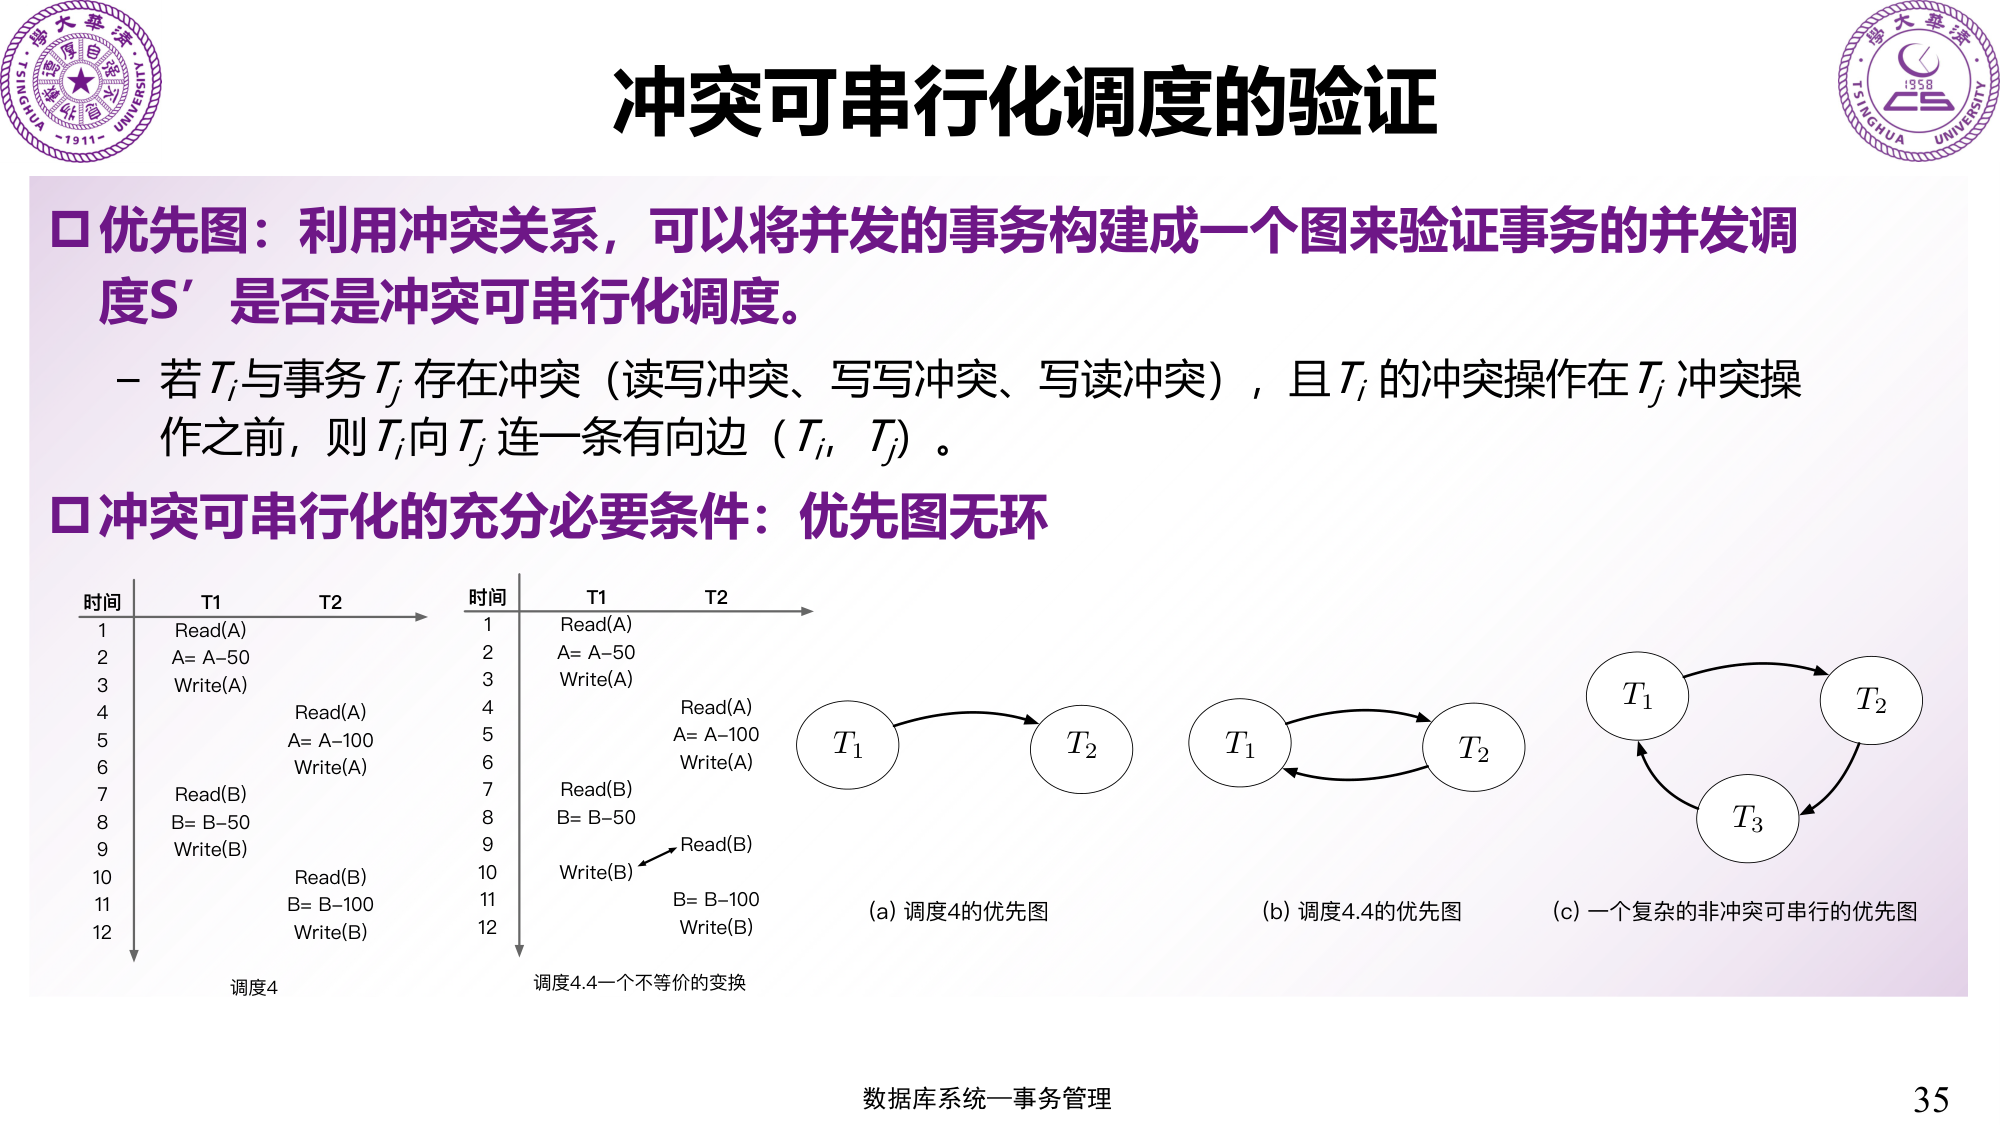 冲突可串行化调度的验证
优先图：利用冲突关系，可以将并发的事务构建成一个图来验证事务的并发调
度S′ 是否是冲突可串行化调度。
– 若Ti与事务Tj 存在冲突（读写冲突、写写冲突、写读冲突），且Ti 的冲突操作在Tj 冲突操
作之前，则Ti向Tj 连一条有向边（Ti, Tj）。
冲突可串行化的充分必要条件：优先图无环
时间 T1 T2
1 Read(A)
2 A= A–50
3 Write(A)
4 Read(A)
5 A= A–100
6 Write(A)
7 Read(B)
8 B= B–50
9 Write(B)
10 Read(B)
11 B= B–100
12 Write(B)
调度4
时间 T1 T2
1 Read(A)
2 A= A–50
3 Write(A)
4 Read(A)
5 A= A–100
6 Write(A)
7 Read(B)
8 B= B–50
9 Read(B)
10 Write(B)
11 B= B–100
12 Write(B)
调度4.4一个不等价的变换
T1 T2
(a) 调度4的优先图
T1 T2
(b) 调度4.4的优先图
T1 T2
T3
(c) 一个复杂的非冲突可串行的优先图
数据库系统—事务管理
35
TSINGHUA UNIVERSITY
–1911–
TSINGHUA UNIVERSITY
1958